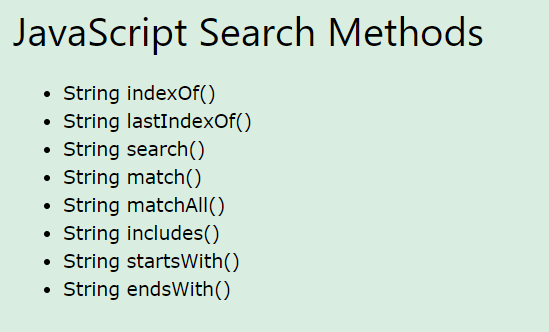 JavaScript Search Methods
String indexOf()
String lastIndexOf()
String search()
String match()
String matchAll()
String includes()
String startsWith()
String endsWith()